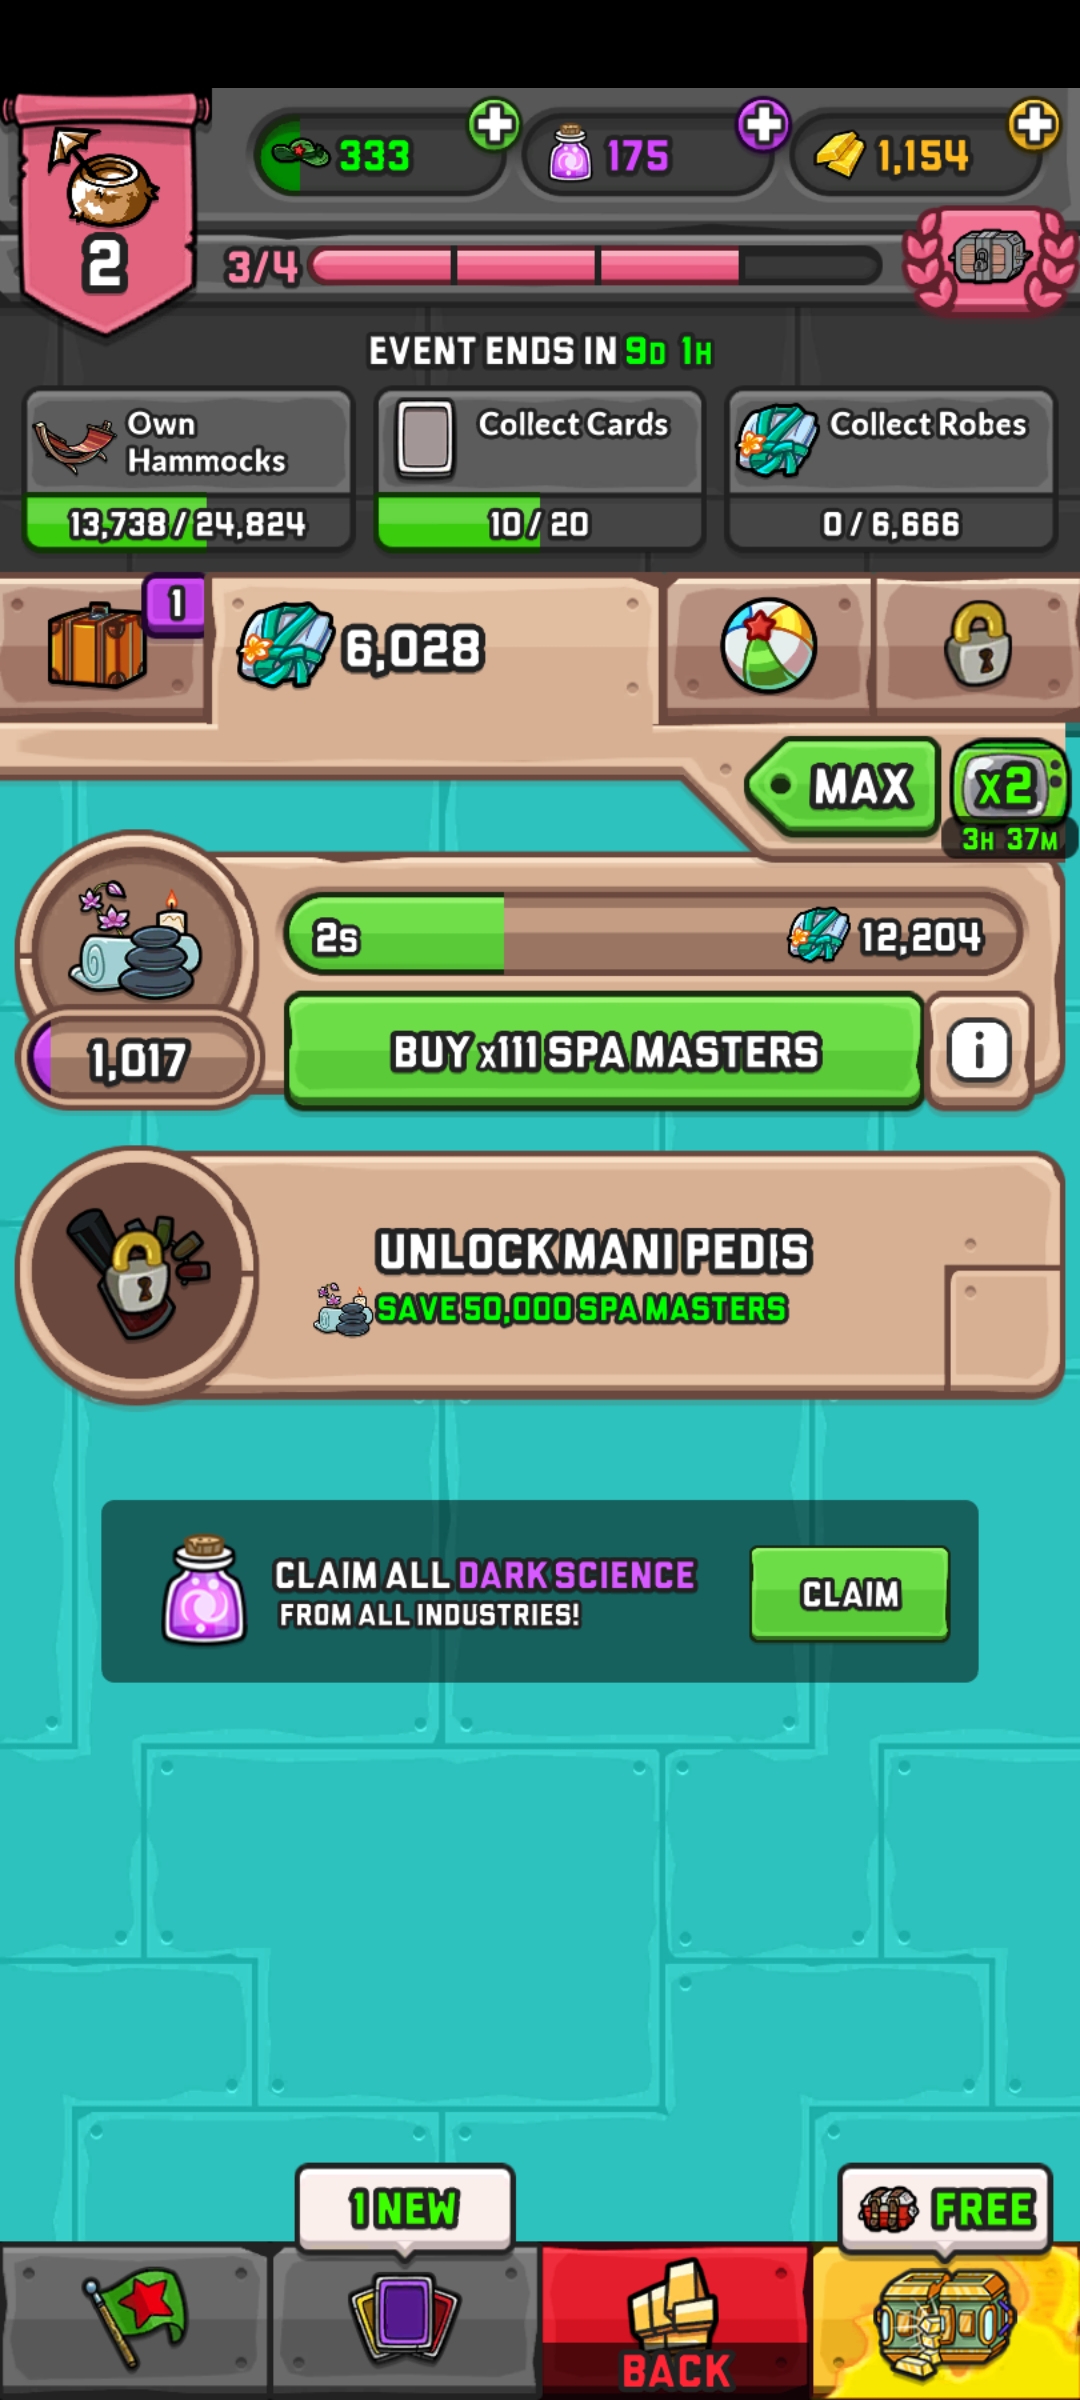 333
175
1,154
2
3/4
EVENT ENDS IN 9D 1H
Own
Hammocks
13,738 / 24,824
Collect Cards
10 / 20
Collect Robes
0 / 6,666
1
6,028
MAX
x2
3H 37M
2s
12,204
1,017
BUY x111 SPA MASTERS
i
UNLOCK MANI PEDIS
SAVE 50,000 SPA MASTERS
CLAIM ALL DARK SCIENCE
FROM ALL INDUSTRIES!
CLAIM
1 NEW
FREE
BACK